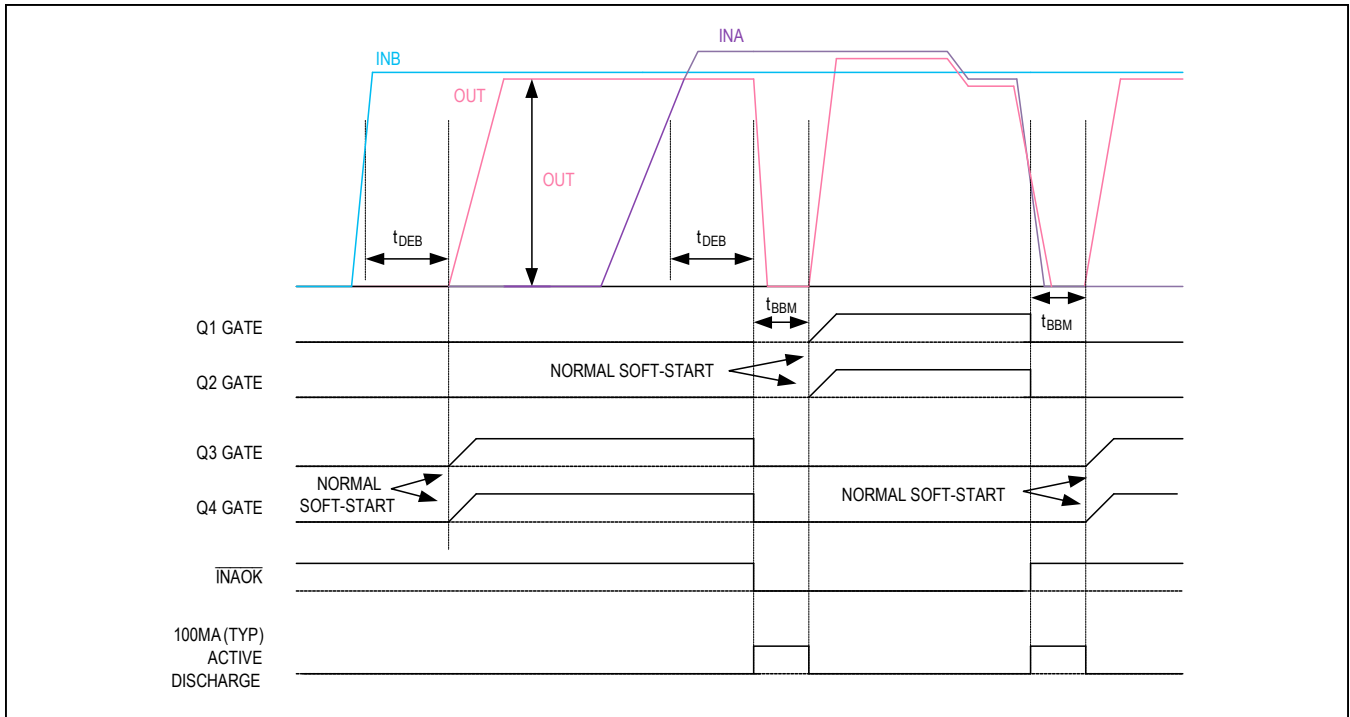 INA
INB
OUT
OUT
tDEB
tDEB
tBBM
tBBM
Q1 GATE
NORMAL SOFT-START
Q2 GATE
Q3 GATE
NORMAL
SOFT-START
NORMAL SOFT-START
Q4 GATE
INAOK
100MA (TYP)
ACTIVE
DISCHARGE